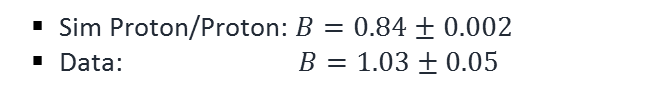 ▪ Sim Proton/Proton: B = 0.84 ± 0.002
▪ Data: B = 1.03 ± 0.05